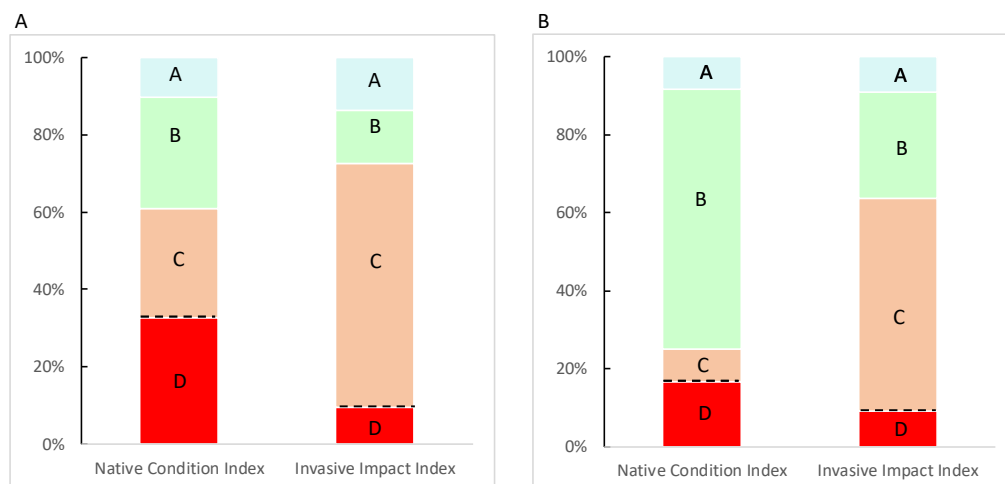 A
100%
80%
60%
40%
20%
0%
A
B
C
D
A
B
C
D
Native Condition Index
Invasive Impact Index
B
100%
80%
60%
40%
20%
0%
A
B
C
D
A
B
C
D
Native Condition Index
Invasive Impact Index